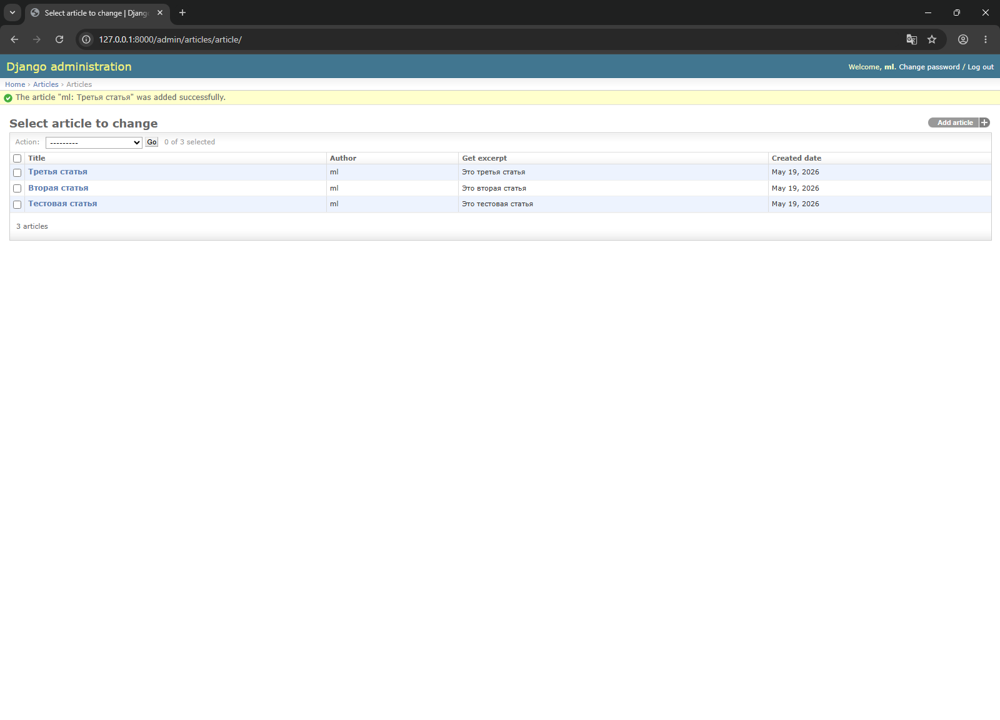 Select article to change | Djang
127.0.0.1:8000/admin/articles/article/
Django administration
Welcome, ml. Change password / Log out
Home › Articles › Articles
The article "ml: Третья статья" was added successfully.
Select article to change
Add article
Action: --------- Go 0 of 3 selected
Title Author Get excerpt Created date
Третья статья ml Это третья статья May 19, 2026
Вторая статья ml Это вторая статья May 19, 2026
Тестовая статья ml Это тестовая статья May 19, 2026
3 articles